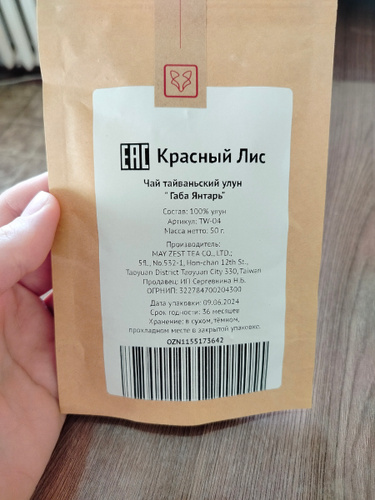 EAC Красный Лис
Чай тайваньский улун
"Габа Янтарь"
Состав: 100% улун
Артикул: TW-04
Масса нетто: 50 г.
Производитель:
MAY ZEST TEA CO., LTD.;
5fl., No.552-1, Hon-chan 12th St.,
Taoyuan District Taoyuan City 330, Taiwan
Продавец: ИП Сергевнина Н.Б.
ОГРНИП: 322784700204300
Дата упаковки: 09.06.2024
Срок годности: 36 месяцев
Хранение: в сухом, тёмном,
прохладном месте в закрытой упаковке.
OZN1155173642